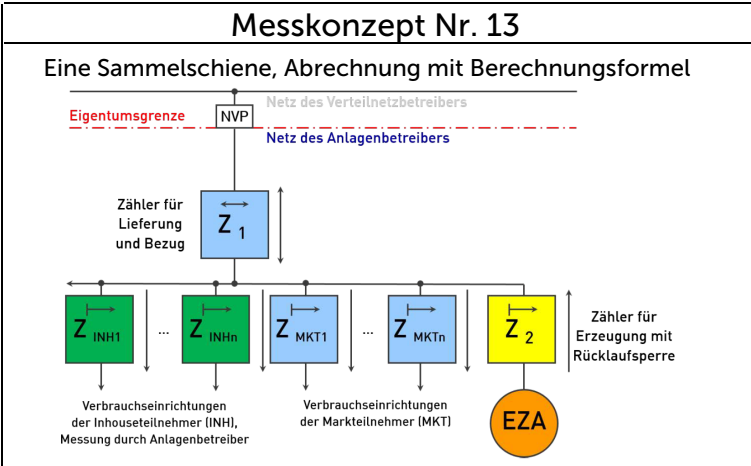 Messkonzept Nr. 13
Eine Sammelschiene, Abrechnung mit Berechnungsformel
Netz des Verteilnetzbetreibers
Eigentumsgrenze
NVP
Netz des Anlagenbetreibers
Zähler für
Lieferung
und Bezug
Z 1
Z INH1
...
Z INHn
Z MKT1
...
Z MKTn
Z 2
Zähler für
Erzeugung mit
Rücklaufsperre
Verbrauchseinrichtungen
der Inhouseteilnehmer (INH),
Messung durch Anlagenbetreiber
Verbrauchseinrichtungen
der Markteilnehmer (MKT)
EZA